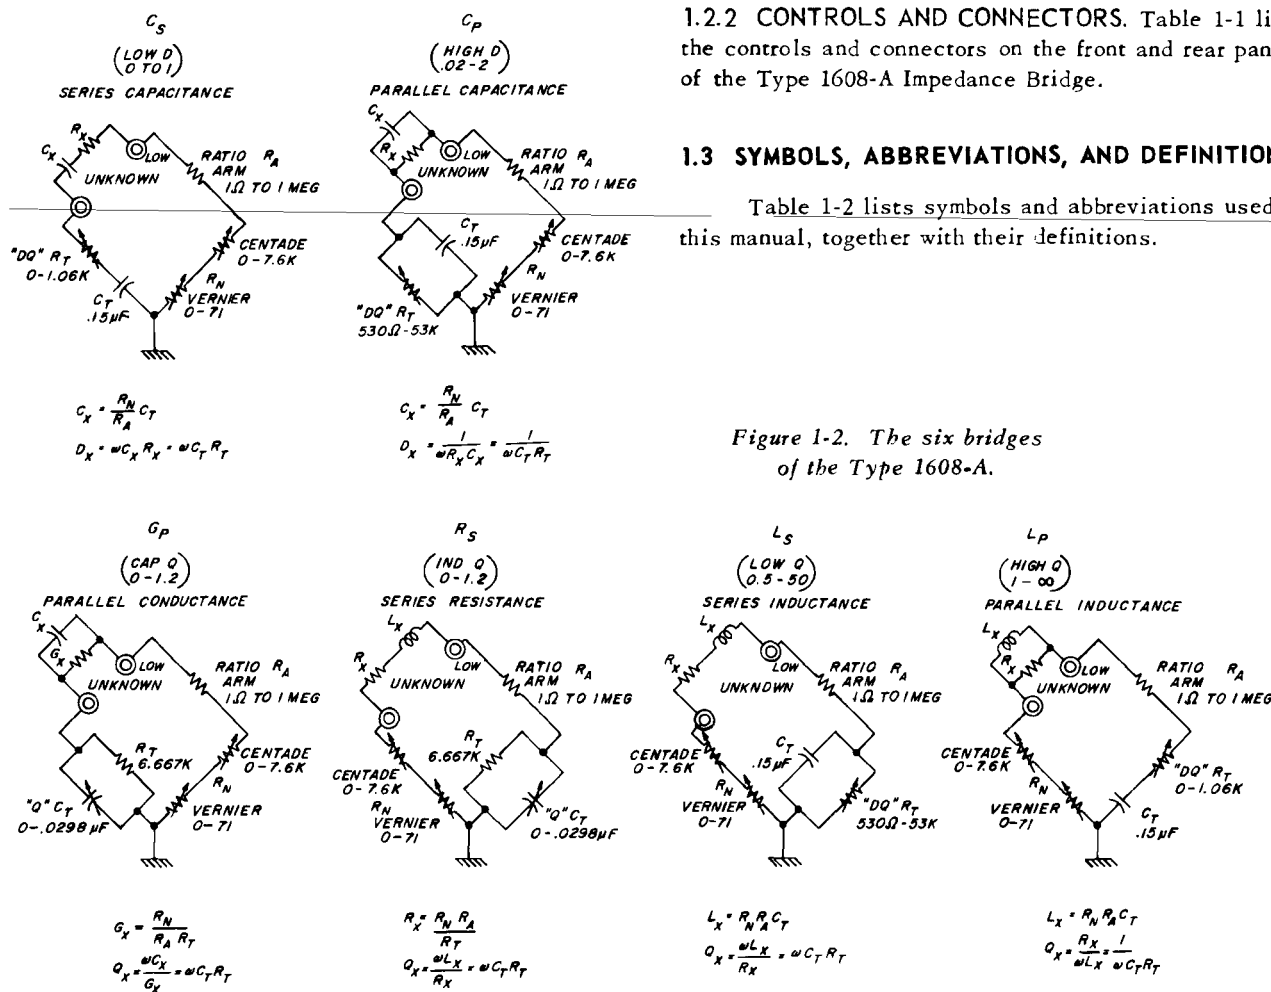 1.2.2 CONTROLS AND CONNECTORS. Table 1-1 li
the controls and connectors on the front and rear pan
of the Type 1608-A Impedance Bridge.
1.3 SYMBOLS, ABBREVIATIONS, AND DEFINITION
Table 1-2 lists symbols and abbreviations used
this manual, together with their definitions.
C_S
(LOW D
0 TO 1)
SERIES CAPACITANCE
C_X
R_X
LOW
UNKNOWN
RATIO R_A
ARM
1Ω TO 1 MEG
"DQ" R_T
0-1.06K
C_T
.15μF
CENTADE
0-7.6K
R_N
VERNIER
0-71
C_X = R_N/R_A C_T
D_X = ωC_X R_X = ωC_T R_T
C_P
(HIGH D
.02-2)
PARALLEL CAPACITANCE
C_X
R_X
LOW
UNKNOWN
RATIO R_A
ARM
1Ω TO 1 MEG
C_T
.15μF
"DQ" R_T
530Ω-53K
CENTADE
0-7.6K
R_N
VERNIER
0-71
C_X = R_N/R_A C_T
D_X = 1/ωR_X C_X = 1/ωC_T R_T
Figure 1-2. The six bridges
of the Type 1608-A.
G_P
(CAP Q
0-1.2)
PARALLEL CONDUCTANCE
C_X
G_X
LOW
UNKNOWN
RATIO R_A
ARM
1Ω TO 1 MEG
R_T
6.667K
"Q" C_T
0-.0298μF
CENTADE
0-7.6K
R_N
VERNIER
0-71
G_X = R_N/R_A R_T
Q_X = ωC_X/G_X = ωC_T R_T
R_S
(IND Q
0-1.2)
SERIES RESISTANCE
L_X
R_X
LOW
UNKNOWN
RATIO R_A
ARM
1Ω TO 1 MEG
CENTADE
0-7.6K
R_N
VERNIER
0-71
R_T
6.667K
"Q" C_T
0-.0298μF
R_X = R_N R_A/R_T
Q_X = ωL_X/R_X = ωC_T R_T
L_S
(LOW Q
0.5-50)
SERIES INDUCTANCE
L_X
R_X
LOW
UNKNOWN
RATIO R_A
ARM
1Ω TO 1 MEG
CENTADE
0-7.6K
R_N
VERNIER
0-71
C_T
.15μF
"DQ" R_T
530Ω-53K
L_X = R_N R_A C_T
Q_X = ωL_X/R_X = ωC_T R_T
L_P
(HIGH Q
1-∞)
PARALLEL INDUCTANCE
L_X
R_X
LOW
UNKNOWN
RATIO R_A
ARM
1Ω TO 1 MEG
CENTADE
0-7.6K
R_N
VERNIER
0-71
"DQ" R_T
0-1.06K
C_T
.15μF
L_X = R_N R_A C_T
Q_X = R_X/ωL_X = 1/ωC_T R_T